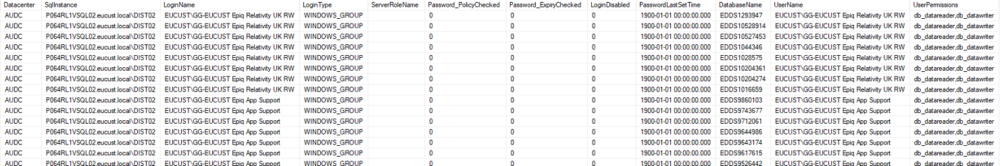 Datacenter SqlInstance LoginName LoginType ServerRoleName Password_PolicyChecked Password_ExpiryChecked LoginDisabled PasswordLastSetTime DatabaseName UserName UserPermissions
AUDC P064RL1VSQL02.eucust.local\DIST02 EUCUST\GG-EUCUST Epiq Relativity UK RW WINDOWS_GROUP 0 0 0 1900-01-01 00:00:00.000 EDDS1293947 EUCUST\GG-EUCUST Epiq Relativity UK RW db_datareader,db_datawriter
AUDC P064RL1VSQL02.eucust.local\DIST02 EUCUST\GG-EUCUST Epiq Relativity UK RW WINDOWS_GROUP 0 0 0 1900-01-01 00:00:00.000 EDDS10528914 EUCUST\GG-EUCUST Epiq Relativity UK RW db_datareader,db_datawriter
AUDC P064RL1VSQL02.eucust.local\DIST02 EUCUST\GG-EUCUST Epiq Relativity UK RW WINDOWS_GROUP 0 0 0 1900-01-01 00:00:00.000 EDDS10527453 EUCUST\GG-EUCUST Epiq Relativity UK RW db_datareader,db_datawriter
AUDC P064RL1VSQL02.eucust.local\DIST02 EUCUST\GG-EUCUST Epiq Relativity UK RW WINDOWS_GROUP 0 0 0 1900-01-01 00:00:00.000 EDDS1044346 EUCUST\GG-EUCUST Epiq Relativity UK RW db_datareader,db_datawriter
AUDC P064RL1VSQL02.eucust.local\DIST02 EUCUST\GG-EUCUST Epiq Relativity UK RW WINDOWS_GROUP 0 0 0 1900-01-01 00:00:00.000 EDDS1028575 EUCUST\GG-EUCUST Epiq Relativity UK RW db_datareader,db_datawriter
AUDC P064RL1VSQL02.eucust.local\DIST02 EUCUST\GG-EUCUST Epiq Relativity UK RW WINDOWS_GROUP 0 0 0 1900-01-01 00:00:00.000 EDDS10204361 EUCUST\GG-EUCUST Epiq Relativity UK RW db_datareader,db_datawriter
AUDC P064RL1VSQL02.eucust.local\DIST02 EUCUST\GG-EUCUST Epiq Relativity UK RW WINDOWS_GROUP 0 0 0 1900-01-01 00:00:00.000 EDDS10204274 EUCUST\GG-EUCUST Epiq Relativity UK RW db_datareader,db_datawriter
AUDC P064RL1VSQL02.eucust.local\DIST02 EUCUST\GG-EUCUST Epiq Relativity UK RW WINDOWS_GROUP 0 0 0 1900-01-01 00:00:00.000 EDDS1016659 EUCUST\GG-EUCUST Epiq Relativity UK RW db_datareader,db_datawriter
AUDC P064RL1VSQL02.eucust.local\DIST02 EUCUST\GG-EUCUST Epiq App Support WINDOWS_GROUP 0 0 0 1900-01-01 00:00:00.000 EDDS9860103 EUCUST\GG-EUCUST Epiq App Support db_datareader,db_datawriter
AUDC P064RL1VSQL02.eucust.local\DIST02 EUCUST\GG-EUCUST Epiq App Support WINDOWS_GROUP 0 0 0 1900-01-01 00:00:00.000 EDDS9743677 EUCUST\GG-EUCUST Epiq App Support db_datareader,db_datawriter
AUDC P064RL1VSQL02.eucust.local\DIST02 EUCUST\GG-EUCUST Epiq App Support WINDOWS_GROUP 0 0 0 1900-01-01 00:00:00.000 EDDS9712061 EUCUST\GG-EUCUST Epiq App Support db_datareader,db_datawriter
AUDC P064RL1VSQL02.eucust.local\DIST02 EUCUST\GG-EUCUST Epiq App Support WINDOWS_GROUP 0 0 0 1900-01-01 00:00:00.000 EDDS9644986 EUCUST\GG-EUCUST Epiq App Support db_datareader,db_datawriter
AUDC P064RL1VSQL02.eucust.local\DIST02 EUCUST\GG-EUCUST Epiq App Support WINDOWS_GROUP 0 0 0 1900-01-01 00:00:00.000 EDDS9643174 EUCUST\GG-EUCUST Epiq App Support db_datareader,db_datawriter
AUDC P064RL1VSQL02.eucust.local\DIST02 EUCUST\GG-EUCUST Epiq App Support WINDOWS_GROUP 0 0 0 1900-01-01 00:00:00.000 EDDS9617615 EUCUST\GG-EUCUST Epiq App Support db_datareader,db_datawriter
AUDC P064RL1VSQL02.eucust.local\DIST02 EUCUST\GG-EUCUST Epiq App Support WINDOWS_GROUP 0 0 0 1900-01-01 00:00:00.000 EDDS9526442 EUCUST\GG-EUCUST Epiq App Support db_datareader,db_datawriter